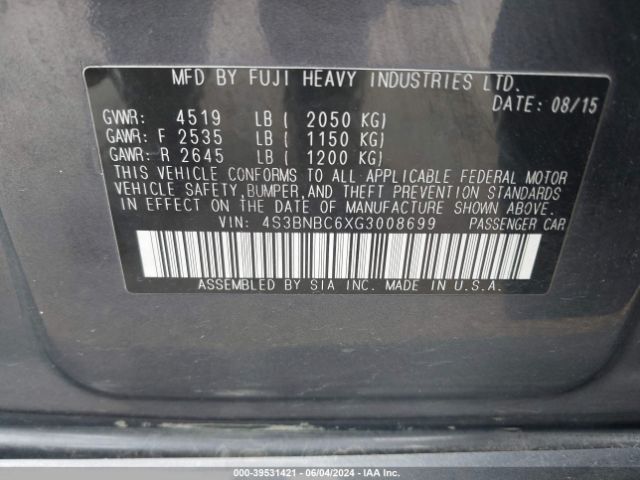 MFD BY FUJI HEAVY INDUSTRIES LTD.
DATE: 08/15
GVWR: 4519 LB ( 2050 KG)
GAWR: F 2535 LB ( 1150 KG)
GAWR: R 2645 LB ( 1200 KG)
THIS VEHICLE CONFORMS TO ALL APPLICABLE FEDERAL MOTOR
VEHICLE SAFETY,BUMPER,AND THEFT PREVENTION STANDARDS
IN EFFECT ON THE DATE OF MANUFACTURE SHOWN ABOVE.
VIN: 4S3BNBC6XG3008699 PASSENGER CAR
ASSEMBLED BY SIA INC. MADE IN U.S.A.
000-39531421 | 06/04/2024 | IAA Inc.